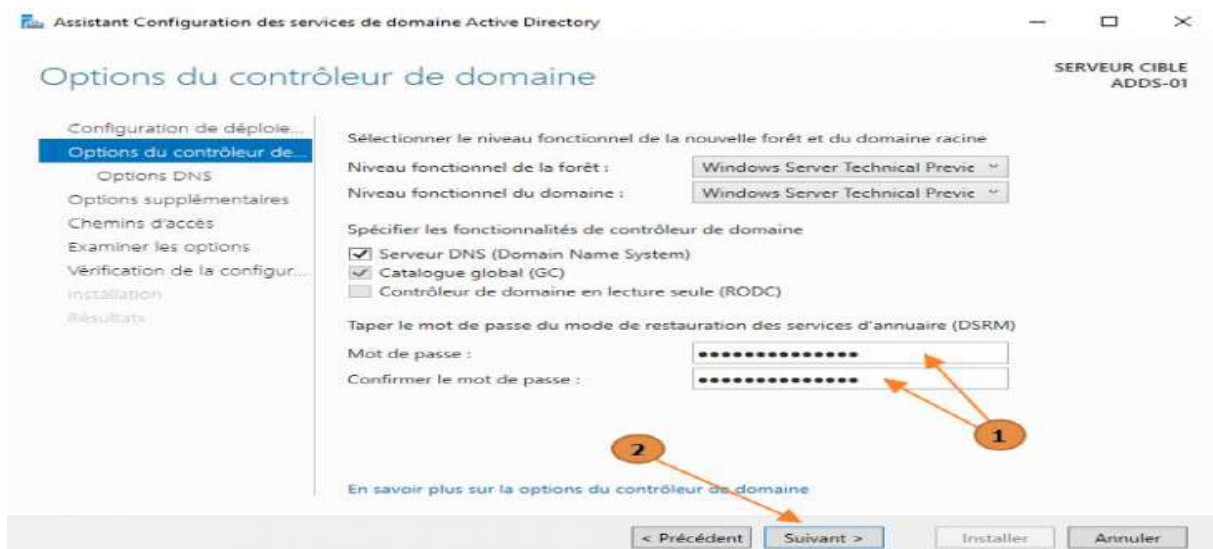 Assistant Configuration des services de domaine Active Directory
Options du contrôleur de domaine
SERVEUR CIBLE
ADDS-01
Configuration de déploie...
Options du contrôleur de...
Options DNS
Options supplémentaires
Chemins d'accès
Examiner les options
Vérification de la configur...
Installation
Résultats
Sélectionner le niveau fonctionnel de la nouvelle forêt et du domaine racine
Niveau fonctionnel de la forêt : Windows Server Technical Previe
Niveau fonctionnel du domaine : Windows Server Technical Previe
Spécifier les fonctionnalités de contrôleur de domaine
Serveur DNS (Domain Name System)
Catalogue global (GC)
Contrôleur de domaine en lecture seule (RODC)
Taper le mot de passe du mode de restauration des services d'annuaire (DSRM)
Mot de passe : ••••••••••••••
Confirmer le mot de passe : ••••••••••••••
1
2
En savoir plus sur la options du contrôleur de domaine
< Précédent Suivant > Installer Annuler